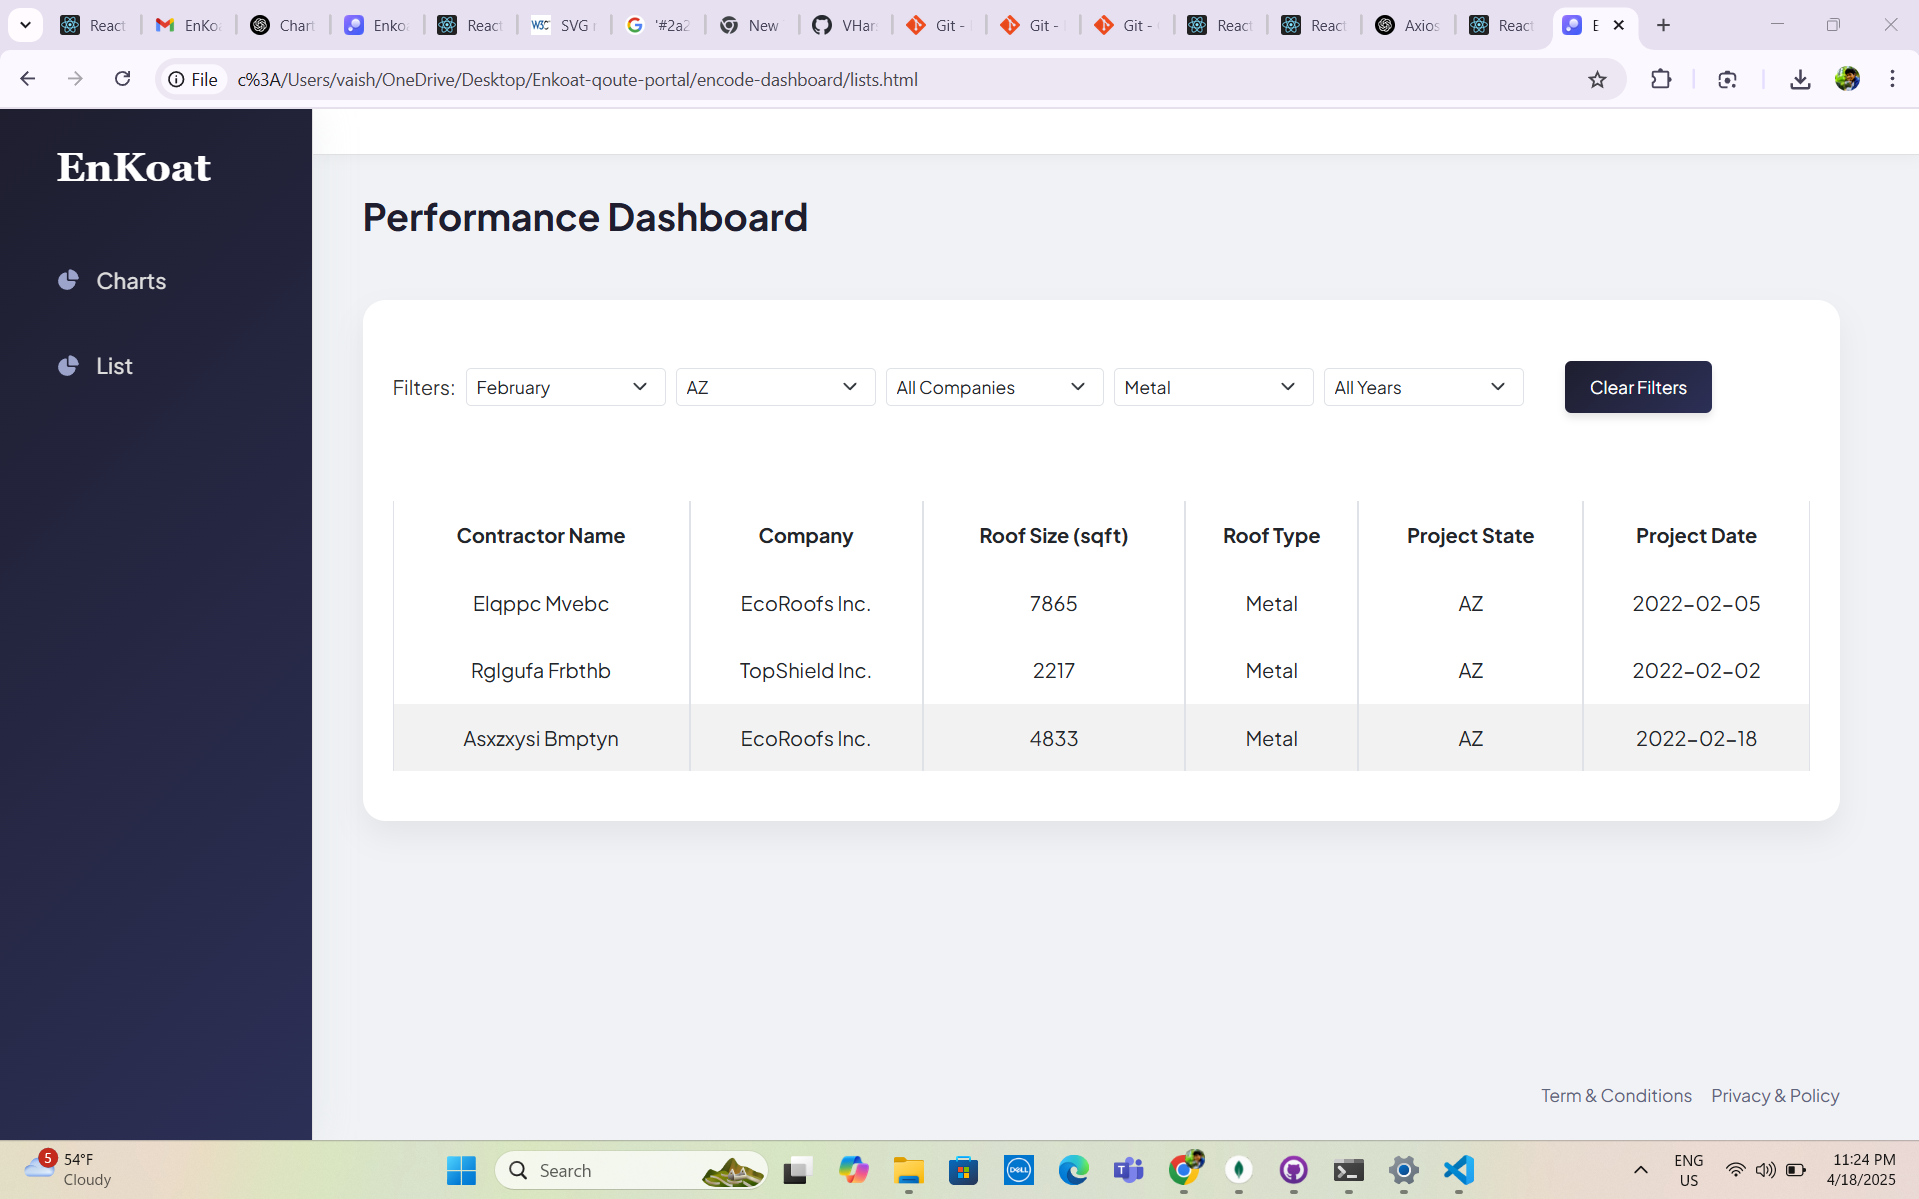 React
EnKo
Chart
Enkoa
React
W3C SVG
'#2a2
New
VHars
Git -
Git -
Git -
React
React
Axios
React
E
File c%3A/Users/vaish/OneDrive/Desktop/Enkoat-qoute-portal/encode-dashboard/lists.html
EnKoat
Charts
List
Performance Dashboard
Filters: February AZ All Companies Metal All Years Clear Filters
Contractor Name Company Roof Size (sqft) Roof Type Project State Project Date
Elqppc Mvebc EcoRoofs Inc. 7865 Metal AZ 2022-02-05
Rglgufa Frbthb TopShield Inc. 2217 Metal AZ 2022-02-02
Asxzxysi Bmptyn EcoRoofs Inc. 4833 Metal AZ 2022-02-18
Term & Conditions Privacy & Policy
5
54°F
Cloudy
Search
DELL
ENG
US
11:24 PM
4/18/2025